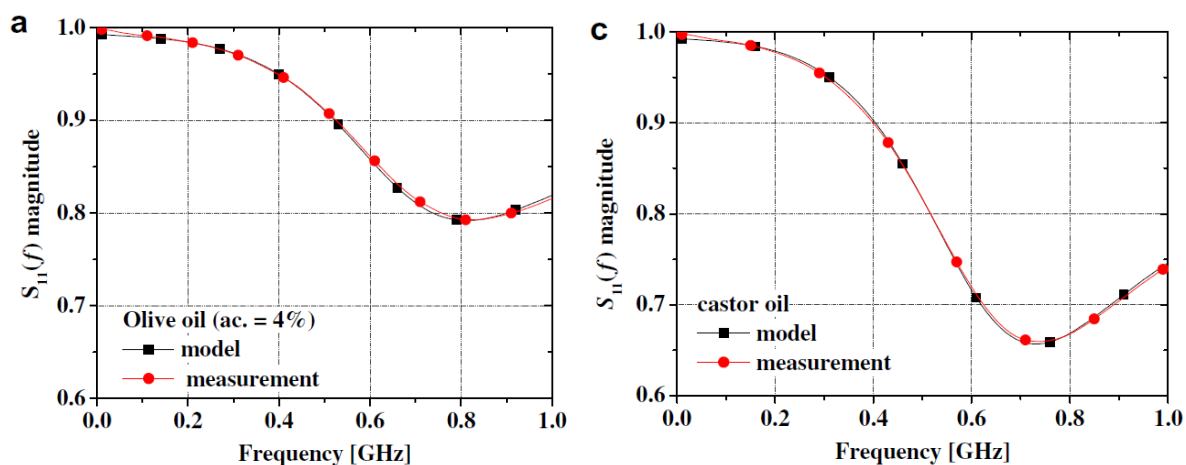 a
1.0
0.9
0.8
0.7
0.6
S11(f) magnitude
Olive oil (ac. = 4%)
model
measurement
0.0 0.2 0.4 0.6 0.8 1.0
Frequency [GHz]
c
1.0
0.9
0.8
0.7
0.6
S11(f) magnitude
castor oil
model
measurement
0.0 0.2 0.4 0.6 0.8 1.0
Frequency [GHz]